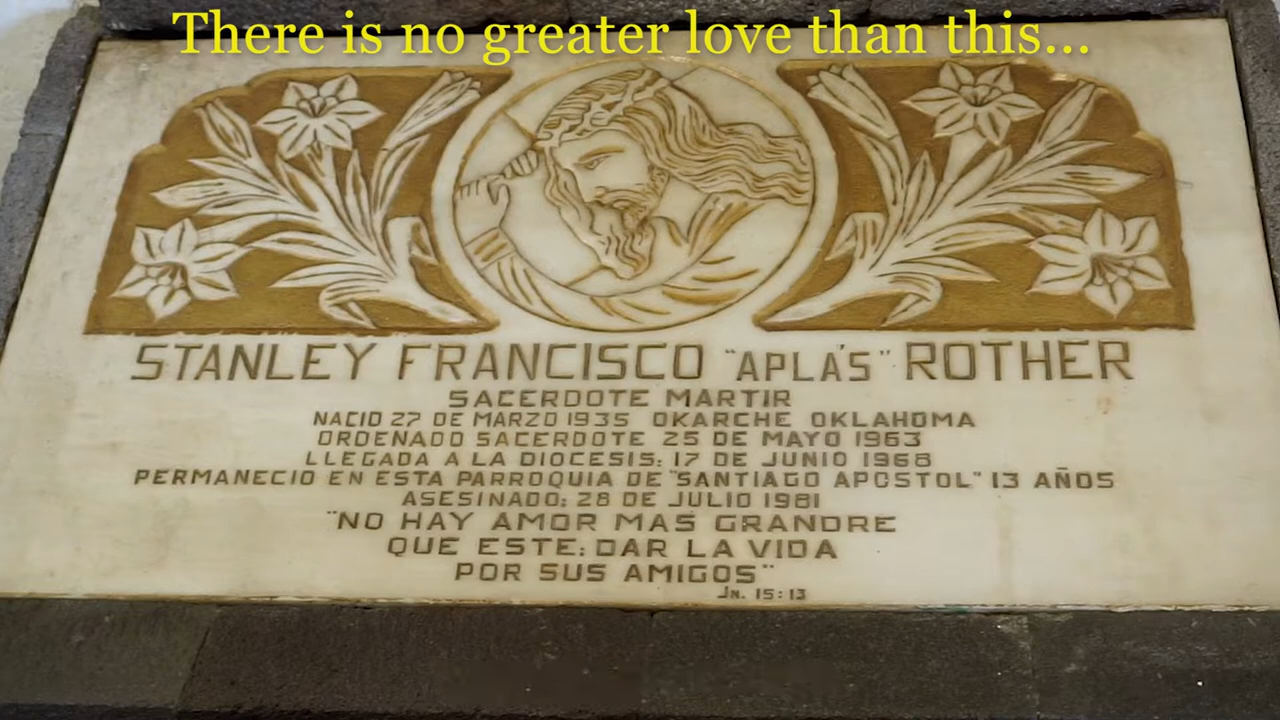 There is no greater love than this...
STANLEY FRANCISCO "APLA'S" ROTHER
SACERDOTE MARTIR
NACIO 27 DE MARZO 1935 OKARCHE OKLAHOMA
ORDENADO SACERDOTE 25 DE MAYO 1963
LLEGADA A LA DIOCESIS: 17 DE JUNIO 1968
PERMANECIO EN ESTA PARROQUIA DE "SANTIAGO APOSTOL" 13 AÑOS
ASESINADO: 28 DE JULIO 1981
"NO HAY AMOR MAS GRANDRE
QUE ESTE: DAR LA VIDA
POR SUS AMIGOS"
JN. 15:13